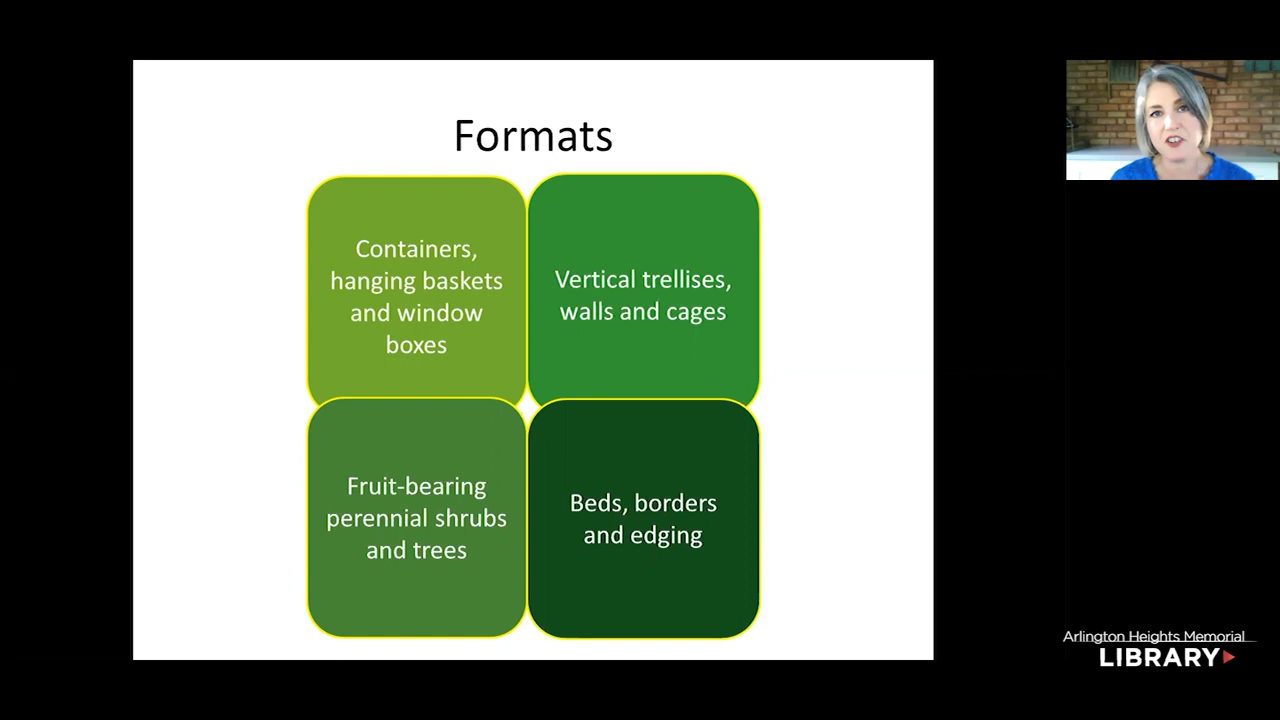 Formats
Containers,
hanging baskets
and window
boxes
Vertical trellises,
walls and cages
Fruit-bearing
perennial shrubs
and trees
Beds, borders
and edging
Arlington Heights Memorial
LIBRARY